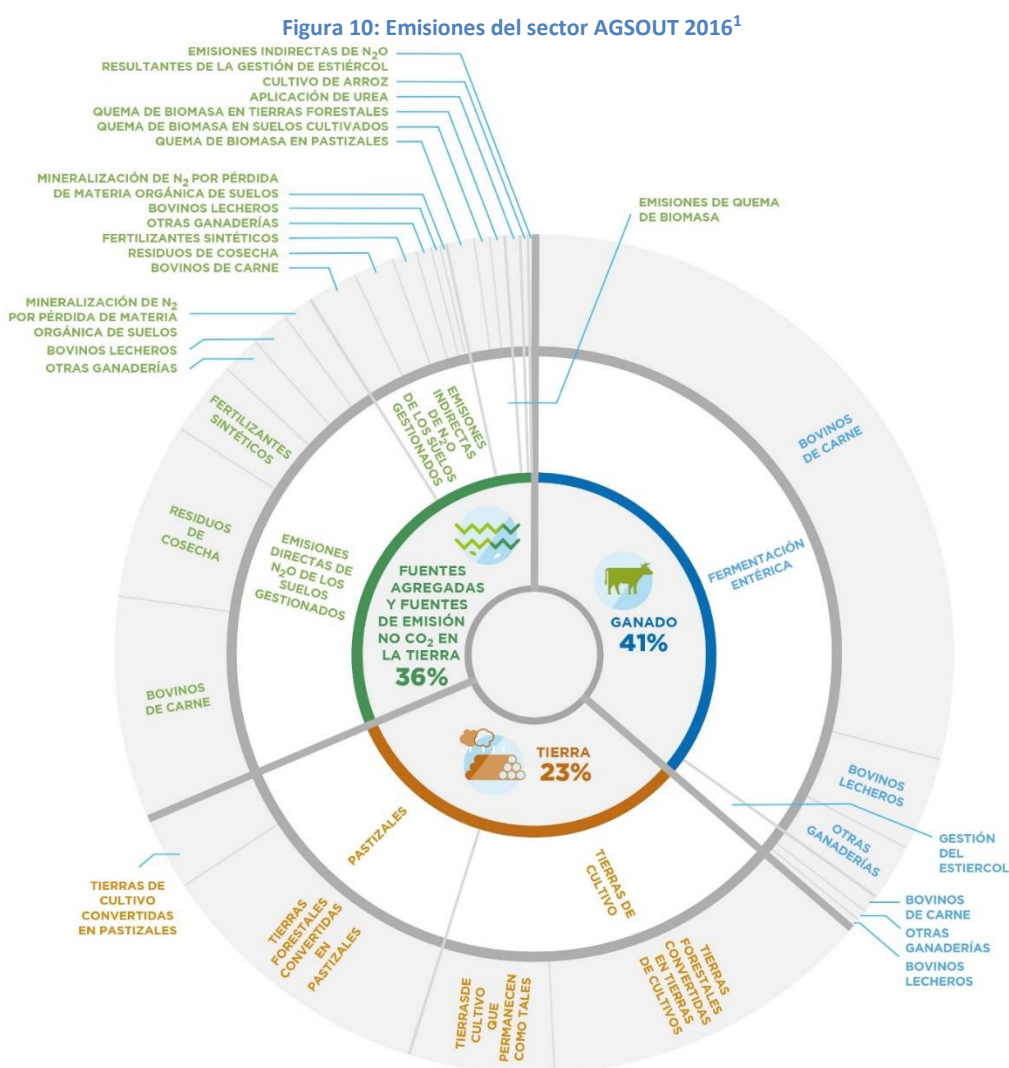 Figura 10: Emisiones del sector AGSOUT 2016¹
EMISIONES INDIRECTAS DE N₂O
RESULTANTES DE LA GESTIÓN DE ESTIÉRCOL
CULTIVO DE ARROZ
APLICACIÓN DE UREA
QUEMA DE BIOMASA EN TIERRAS FORESTALES
QUEMA DE BIOMASA EN SUELOS CULTIVADOS
QUEMA DE BIOMASA EN PASTIZALES
MINERALIZACIÓN DE N₂ POR PÉRDIDA
DE MATERIA ORGÁNICA DE SUELOS
BOVINOS LECHEROS
OTRAS GANADERÍAS
FERTILIZANTES SINTÉTICOS
RESIDUOS DE COSECHA
BOVINOS DE CARNE
MINERALIZACIÓN DE N₂
POR PÉRDIDA DE MATERIA
ORGÁNICA DE SUELOS
BOVINOS LECHEROS
OTRAS GANADERÍAS
EMISIONES DE QUEMA
DE BIOMASA
FERTILIZANTES
SINTÉTICOS
RESIDUOS
DE
COSECHA
BOVINOS
DE CARNE
EMISIONES
INDIRECTAS
DE N₂O
DE LOS SUELOS
GESTIONADOS
EMISIONES
DIRECTAS DE
N₂O DE LOS
SUELOS
GESTIONADOS
FUENTES
AGREGADAS
Y FUENTES
DE EMISIÓN
NO CO₂ EN
LA TIERRA
36%
GANADO
41%
FERMENTACIÓN
ENTÉRICA
BOVINOS
DE CARNE
BOVINOS
LECHEROS
OTRAS
GANADERÍAS
GESTIÓN
DEL
ESTIERCOL
BOVINOS
DE CARNE
OTRAS
GANADERÍAS
BOVINOS
LECHEROS
TIERRA
23%
PASTIZALES
TIERRAS DE
CULTIVO
TIERRAS DE
CULTIVO
CONVERTIDAS
EN PASTIZALES
TIERRAS
FORESTALES
CONVERTIDAS
EN
PASTIZALES
TIERRASDE
CULTIVO
QUE
PERMANECEN
COMO TALES
TIERRAS
FORESTALES
CONVERTIDAS
EN TIERRAS
DE CULTIVOS